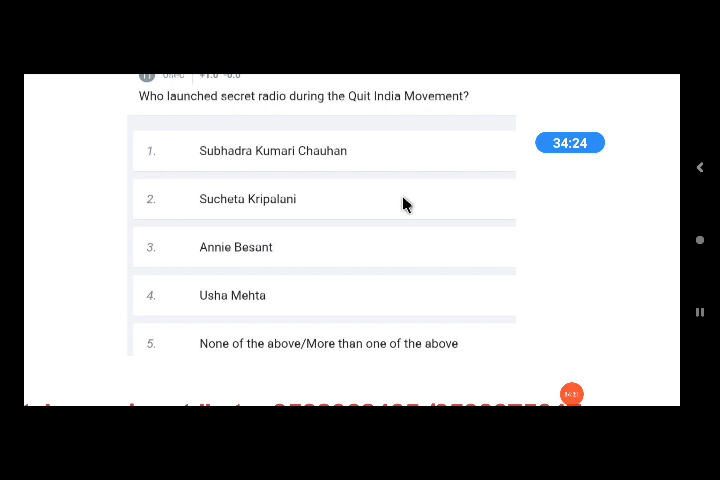 Who launched secret radio during the Quit India Movement?
34:24
1. Subhadra Kumari Chauhan
2. Sucheta Kripalani
3. Annie Besant
4. Usha Mehta
5. None of the above/More than one of the above